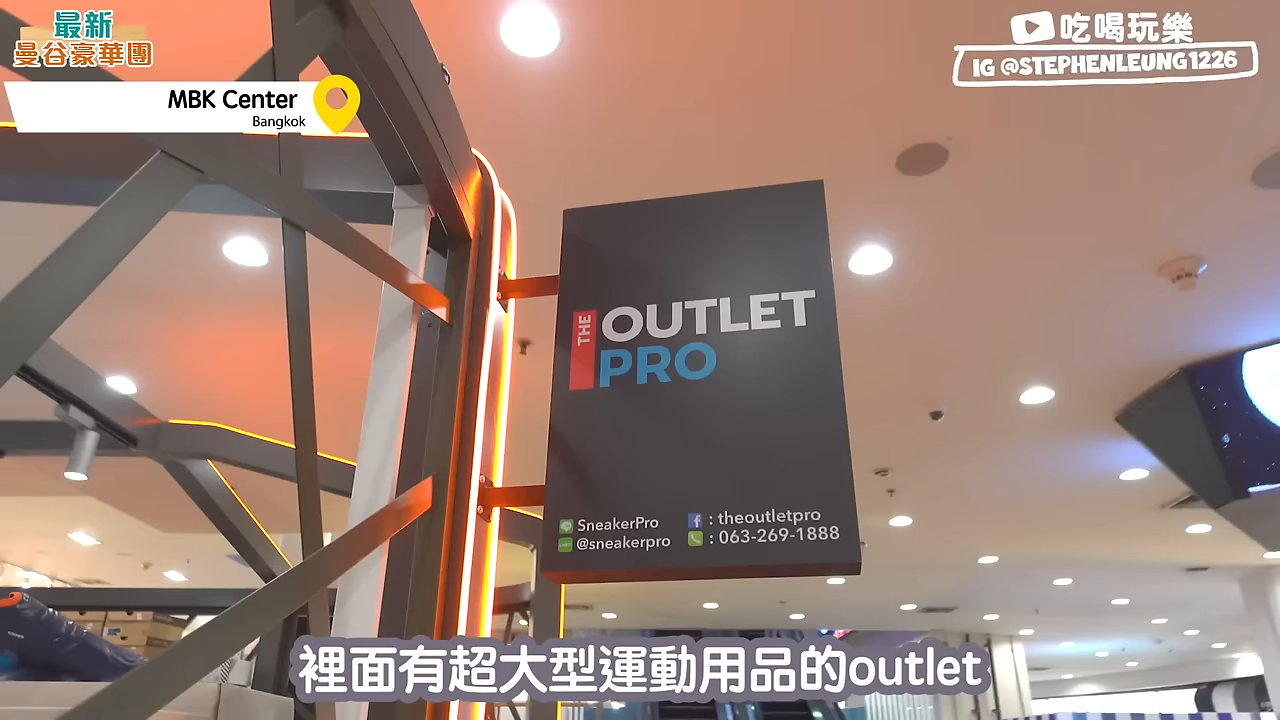 最新
曼谷豪華團
MBK Center
Bangkok
吃喝玩樂
IG @STEPHENLEUNG1226
THE OUTLET
PRO
SneakerPro
@sneakerpro
: theoutletpro
: 063-269-1888
裡面有超大型運動用品的outlet